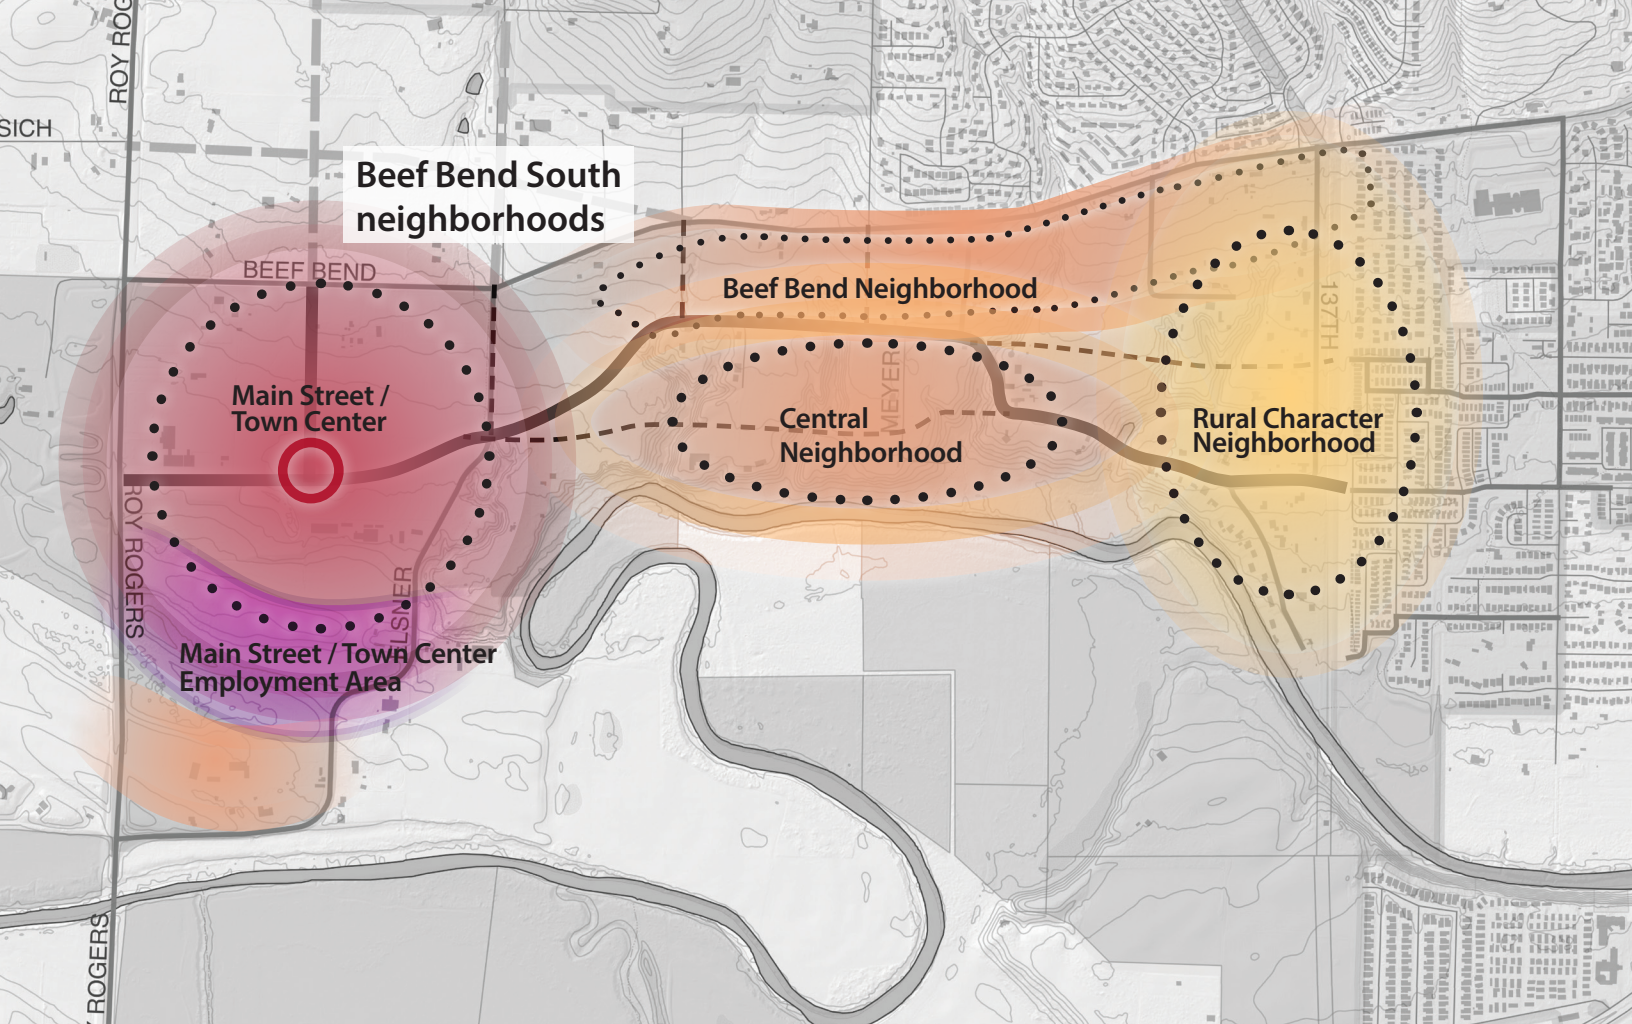 ROY ROG
SICH
Beef Bend South
neighborhoods
BEEF BEND
Beef Bend Neighborhood
137TH
MEYER
Main Street /
Town Center
Central
Neighborhood
Rural Character
Neighborhood
ROY ROGERS
ELSNER
Main Street / Town Center
Employment Area
Y ROGERS